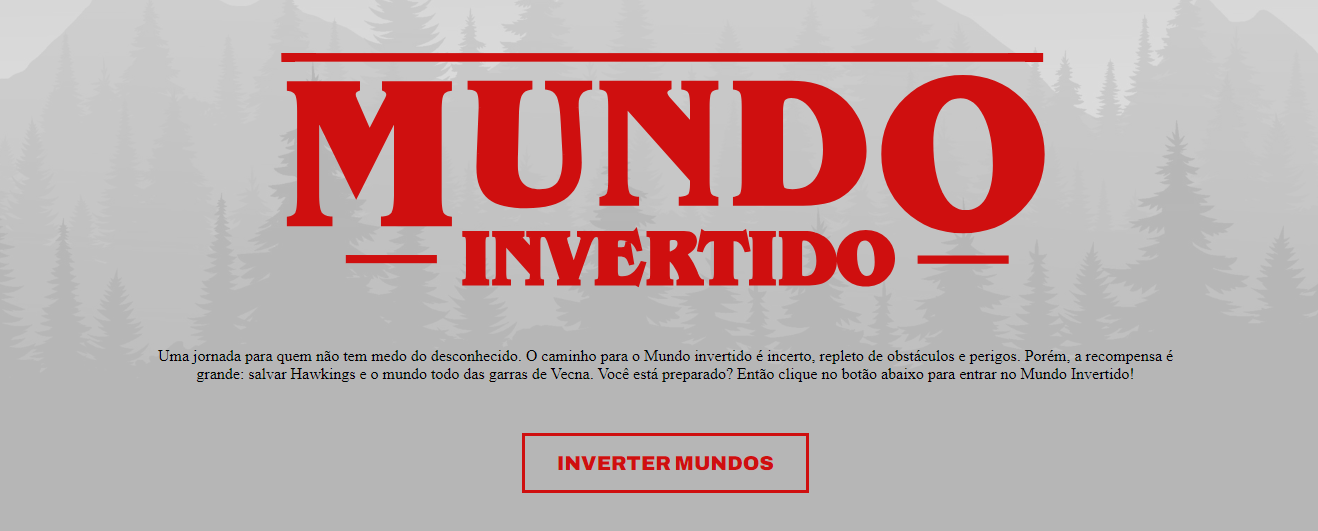 MUNDO
INVERTIDO
Uma jornada para quem não tem medo do desconhecido. O caminho para o Mundo invertido é incerto, repleto de obstáculos e perigos. Porém, a recompensa é
grande: salvar Hawkings e o mundo todo das garras de Vecna. Você está preparado? Então clique no botão abaixo para entrar no Mundo Invertido!
INVERTER MUNDOS